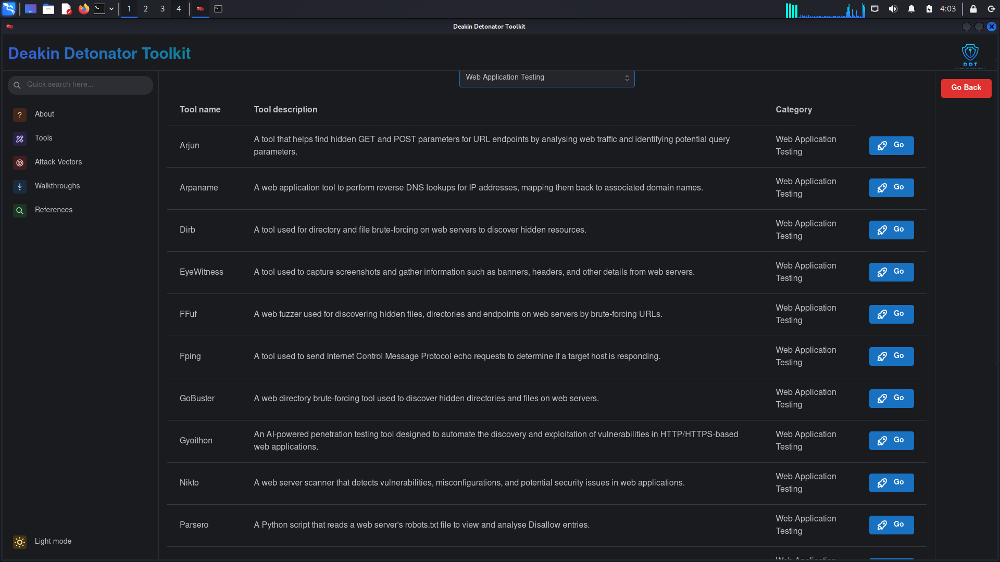 1 2 3 4 4:03
Deakin Detonator Toolkit
Deakin Detonator Toolkit
DDT
Quick search here...
Web Application Testing
Go Back
About
Tools
Attack Vectors
Walkthroughs
References
Light mode
Tool name Tool description Category
Arjun
A tool that helps find hidden GET and POST parameters for URL endpoints by analysing web traffic and identifying potential query
parameters.
Web Application
Testing
Go
Arpaname
A web application tool to perform reverse DNS lookups for IP addresses, mapping them back to associated domain names.
Web Application
Testing
Go
Dirb
A tool used for directory and file brute-forcing on web servers to discover hidden resources.
Web Application
Testing
Go
EyeWitness
A tool used to capture screenshots and gather information such as banners, headers, and other details from web servers.
Web Application
Testing
Go
FFuf
A web fuzzer used for discovering hidden files, directories and endpoints on web servers by brute-forcing URLs.
Web Application
Testing
Go
Fping
A tool used to send Internet Control Message Protocol echo requests to determine if a target host is responding.
Web Application
Testing
Go
GoBuster
A web directory brute-forcing tool used to discover hidden directories and files on web servers.
Web Application
Testing
Go
Gyoithon
An AI-powered penetration testing tool designed to automate the discovery and exploitation of vulnerabilities in HTTP/HTTPS-based
web applications.
Web Application
Testing
Go
Nikto
A web server scanner that detects vulnerabilities, misconfigurations, and potential security issues in web applications.
Web Application
Testing
Go
Parsero
A Python script that reads a web server's robots.txt file to view and analyse Disallow entries.
Web Application
Testing
Go
Web Application